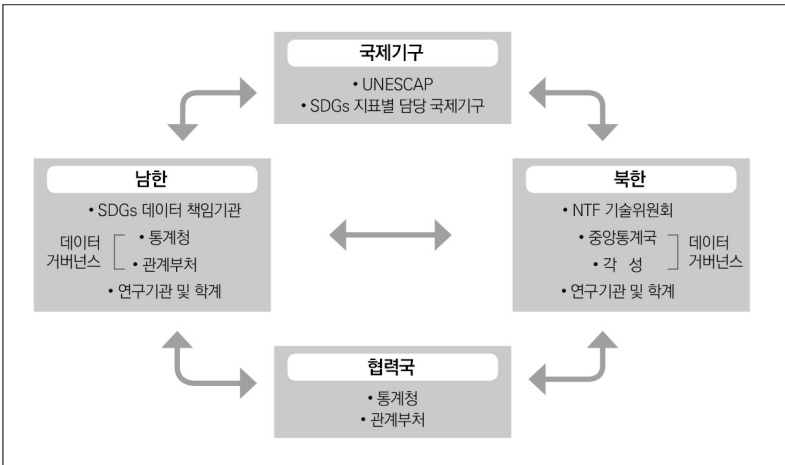 국제기구
• UNESCAP
• SDGs 지표별 담당 국제기구
남한
• SDGs 데이터 책임기관
데이터
거버넌스
• 통계청
• 관계부처
• 연구기관 및 학계
북한
• NTF 기술위원회
• 중앙통계국
• 각 성
데이터
거버넌스
• 연구기관 및 학계
협력국
• 통계청
• 관계부처